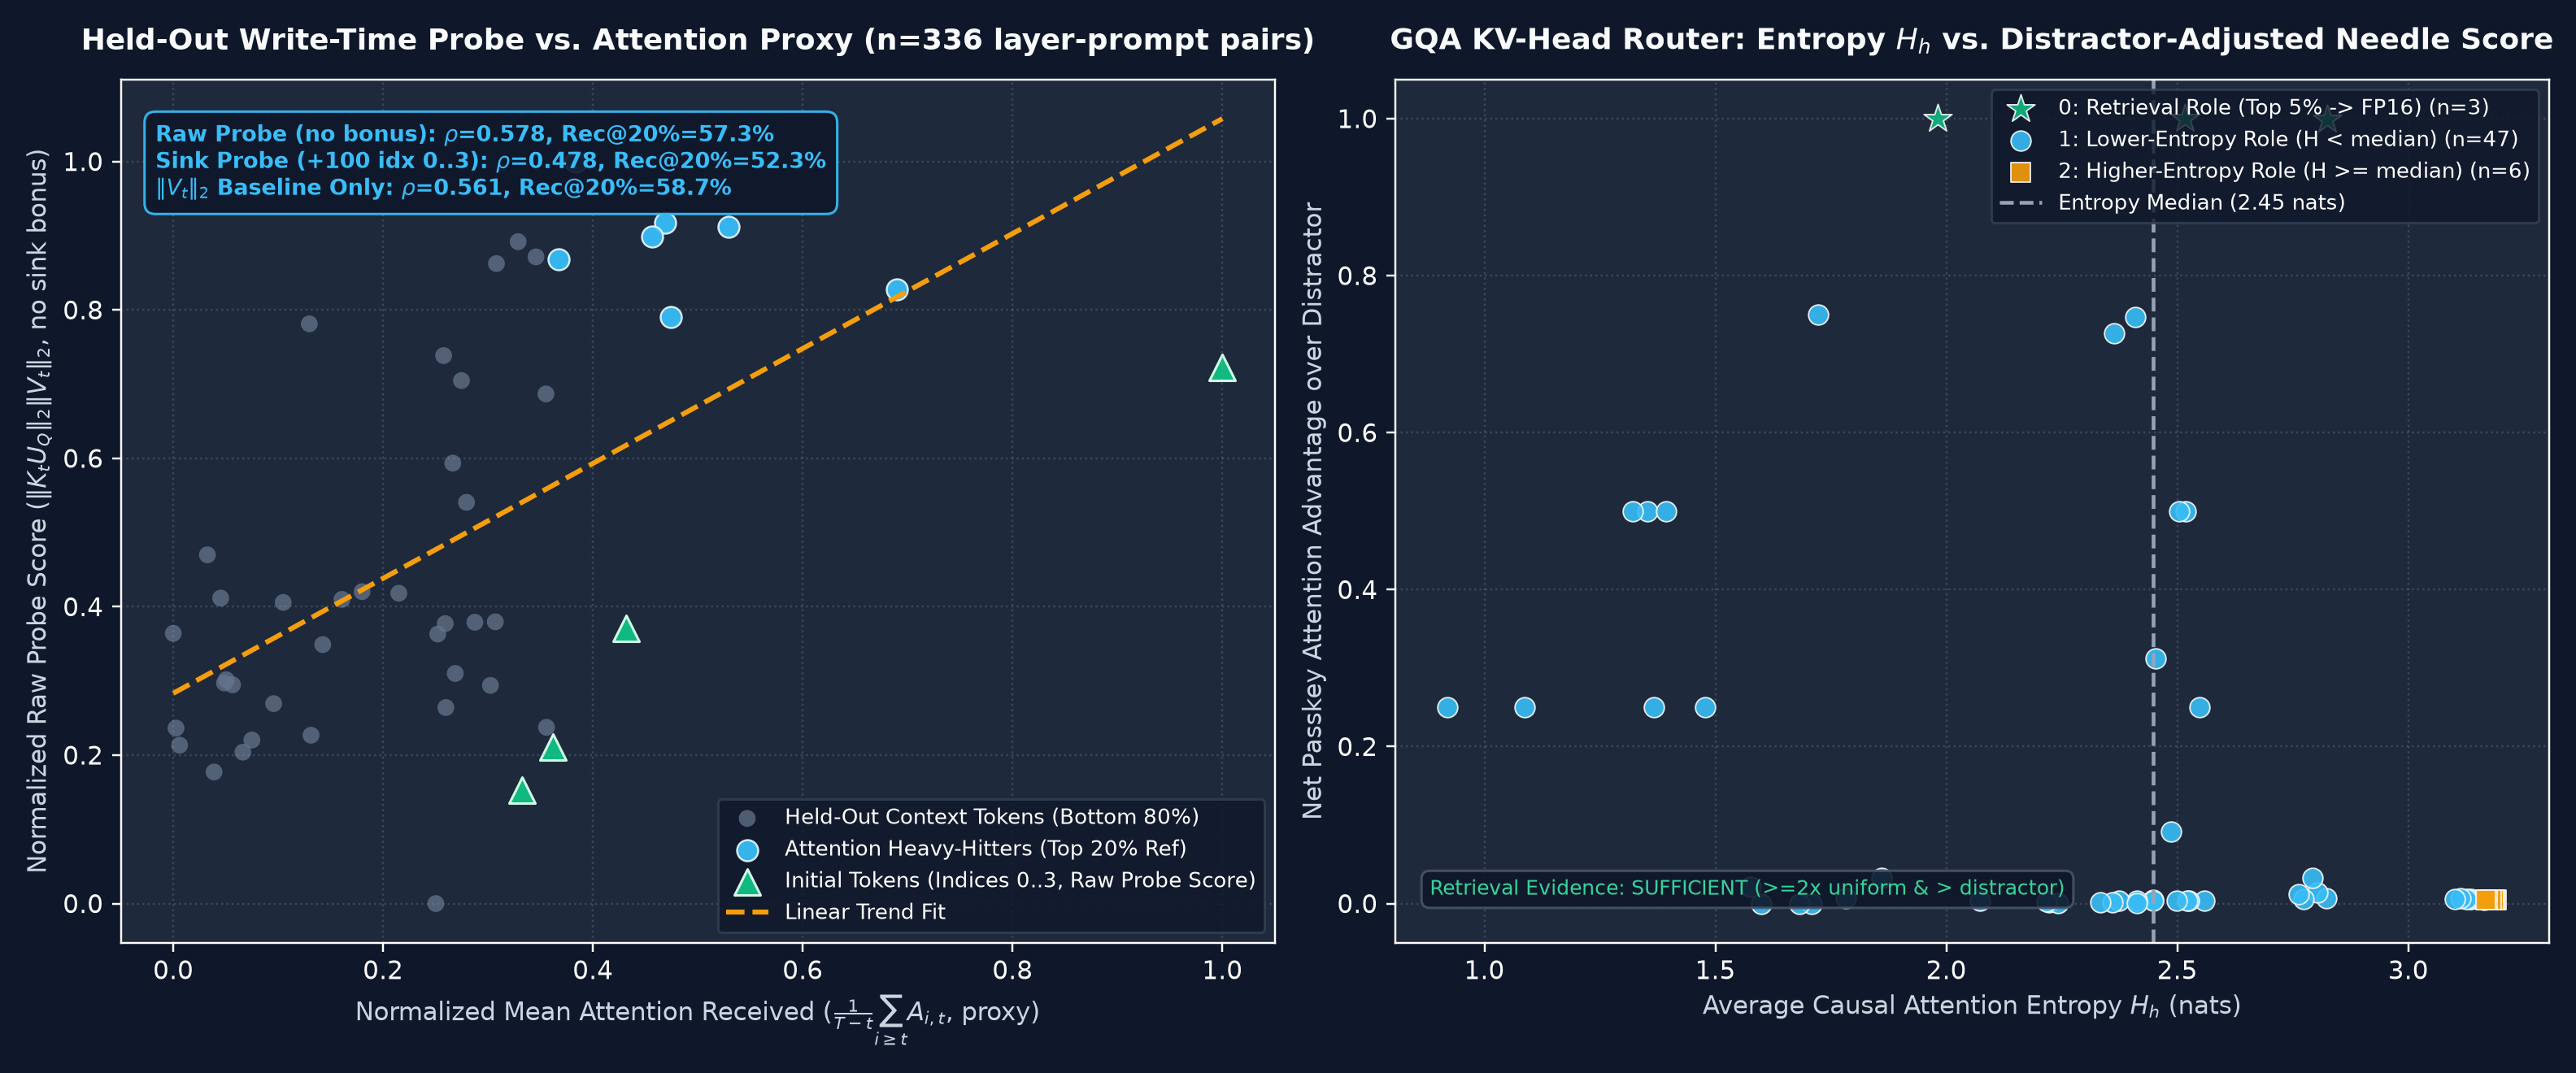 Held-Out Write-Time Probe vs. Attention Proxy (n=336 layer-prompt pairs)
Normalized Raw Probe Score (‖KₜU_Q‖₂‖Vₜ‖₂, no sink bonus)
1.0
0.8
0.6
0.4
0.2
0.0
Raw Probe (no bonus): ρ=0.578, Rec@20%=57.3%
Sink Probe (+100 idx 0..3): ρ=0.478, Rec@20%=52.3%
‖Vₜ‖₂ Baseline Only: ρ=0.561, Rec@20%=58.7%
Held-Out Context Tokens (Bottom 80%)
Attention Heavy-Hitters (Top 20% Ref)
Initial Tokens (Indices 0..3, Raw Probe Score)
Linear Trend Fit
0.0 0.2 0.4 0.6 0.8 1.0
Normalized Mean Attention Received (1/(T − t) ∑_{i ≥ t} A_{i, t}, proxy)
GQA KV-Head Router: Entropy H_h vs. Distractor-Adjusted Needle Score
Net Passkey Attention Advantage over Distractor
1.0
0.8
0.6
0.4
0.2
0.0
0: Retrieval Role (Top 5% -> FP16) (n=3)
1: Lower-Entropy Role (H < median) (n=47)
2: Higher-Entropy Role (H >= median) (n=6)
Entropy Median (2.45 nats)
Retrieval Evidence: SUFFICIENT (>=2x uniform & > distractor)
1.0 1.5 2.0 2.5 3.0
Average Causal Attention Entropy H_h (nats)